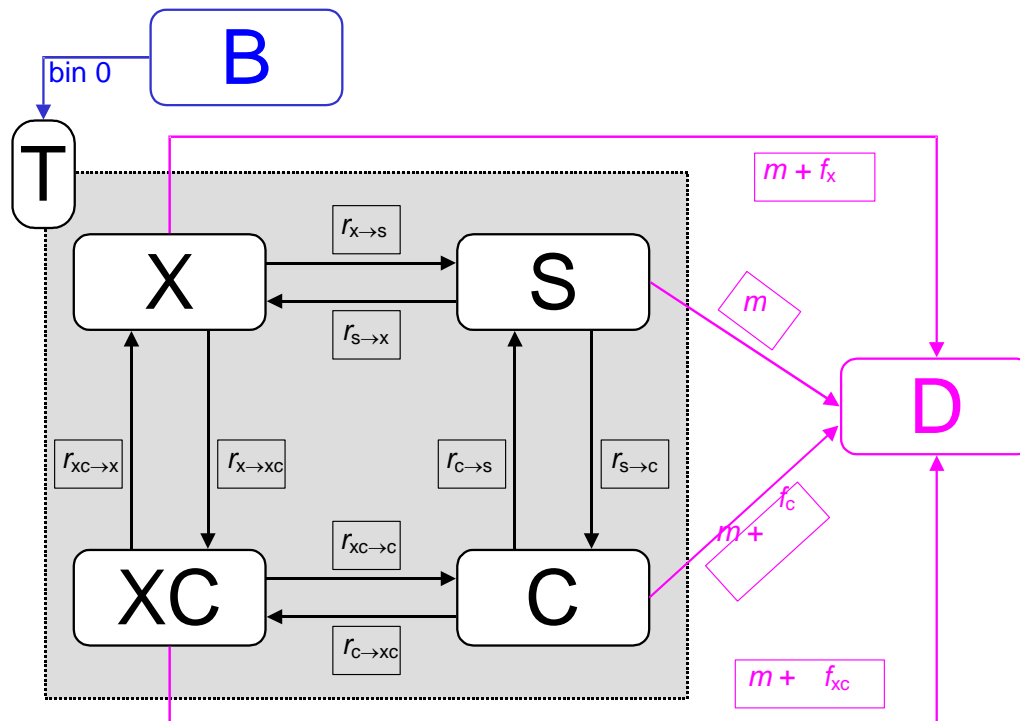 B
bin 0
T
m + fx
rx→s
X
S
m
rs→x
D
rxc→x
rx→xc
rc→s
rs→c
m + fc
rxc→c
XC
C
rc→xc
m + fxc